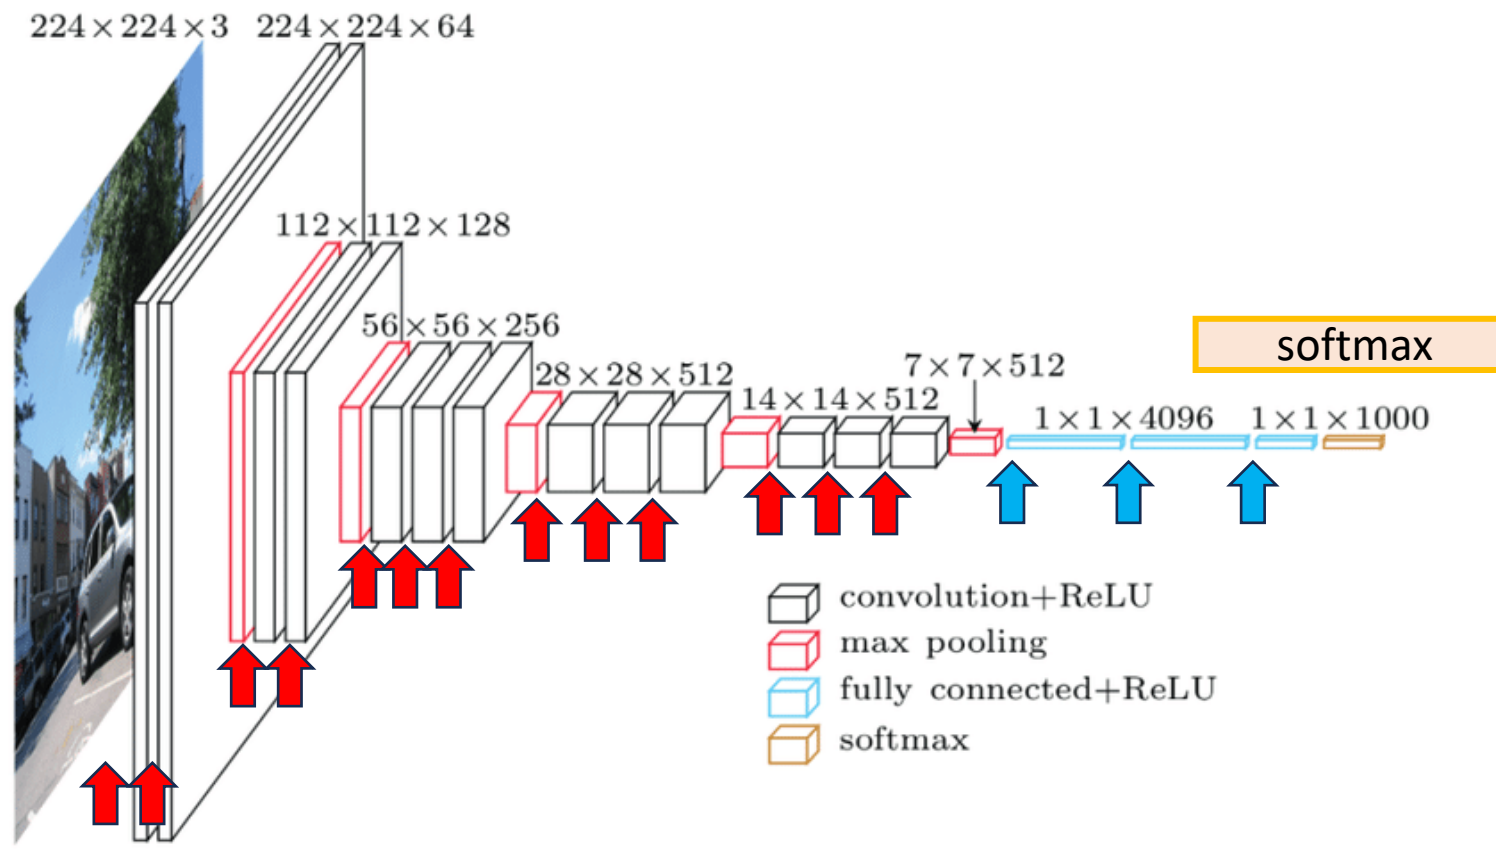 224×224×3
224×224×64
112×112×128
56×56×256
28×28×512
14×14×512
7×7×512
1×1×4096
1×1×1000
softmax
convolution+ReLU
max pooling
fully connected+ReLU
softmax